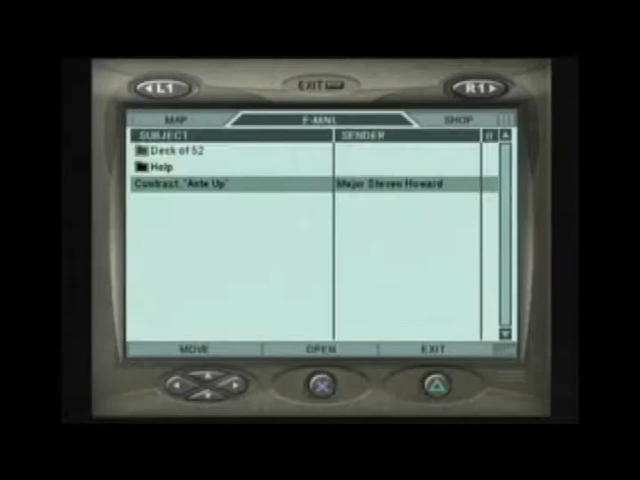 L1 EXIT R1
MAP E-MAIL SHOP
SUBJECT SENDER
Deck of 52
Help
Contrast: "Ante Up" Major Steven Howard
MOVE OPEN EXIT